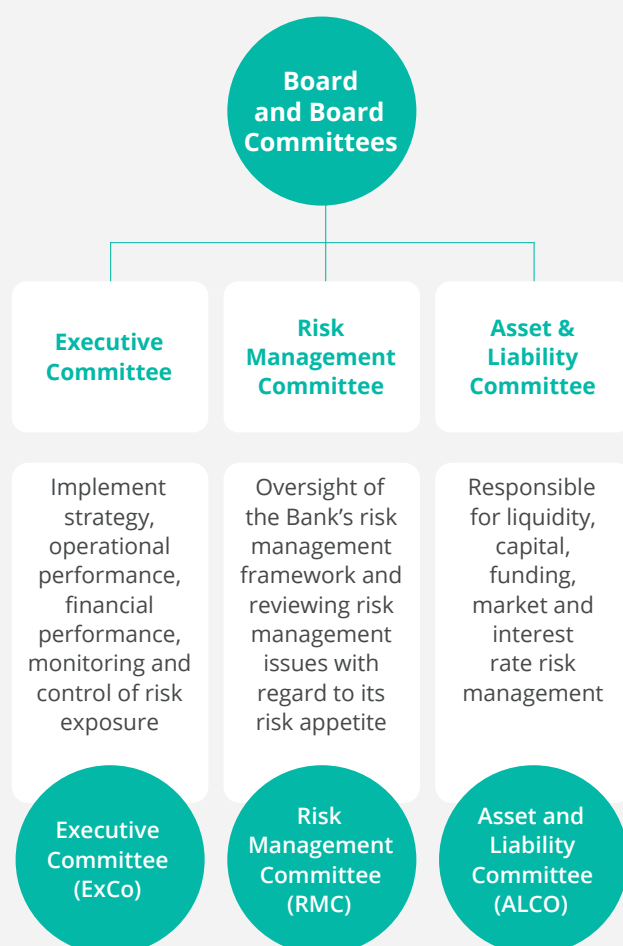 Board
and Board
Committees
Executive
Committee
Risk
Management
Committee
Asset &
Liability
Committee
Implement
strategy,
operational
performance,
financial
performance,
monitoring and
control of risk
exposure
Oversight of
the Bank’s risk
management
framework and
reviewing risk
management
issues with
regard to its
risk appetite
Responsible
for liquidity,
capital,
funding,
market and
interest
rate risk
management
Executive
Committee
(ExCo)
Risk
Management
Committee
(RMC)
Asset and
Liability
Committee
(ALCO)